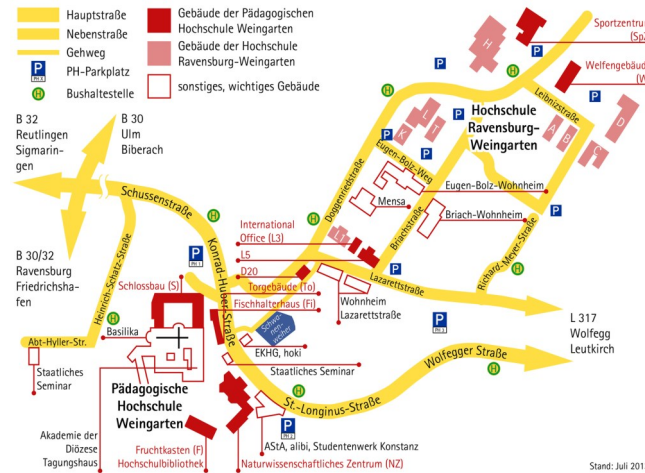 Hauptstraße
Nebenstraße
Gehweg
P
PH-Parkplatz
H
Bushaltestelle
Gebäude der Pädagogischen
Hochschule Weingarten
Gebäude der Hochschule
Ravensburg-Weingarten
sonstiges, wichtiges Gebäude
Sportzentrum
Welfengebäude
Leibnizstraße
H
L
T
K
A
B
C
D
Hochschule
Ravensburg-
Weingarten
B 32
Reutlingen
Sigmarin-
gen
B 30
Ulm
Biberach
Schussenstraße
Eugen-Bolz-Weg
Eugen-Bolz-Wohnheim
Mensa
Briach-Wohnheim
Doggenriedstraße
Briachstraße
Richard-Meyer-Straße
International
Office (L3)
L5
D20
B 30/32
Ravensburg
Friedrichsha-
fen
Heinrich-Schatz-Straße
Konrad-Huber-Straße
Schlossbau (S)
Torgebäude (To)
Fischhalterhaus (Fi)
Lazarettstraße
Wohnheim
Lazarettstraße
Basilika
Schwa-
nen-
weiher
EKHG, hoki
Staatliches Seminar
Abt-Hyller-Str.
Staatliches
Seminar
L 317
Wolfegg
Leutkirch
Wolfegger Straße
Pädagogische
Hochschule
Weingarten
St.-Longinus-Straße
Akademie der
Diözese
Tagungshaus
Fruchtkasten (F)
Hochschulbibliothek
AStA, alibi, Studentenwerk Konstanz
Naturwissenschaftliches Zentrum (NZ)
Stand: Juli 201